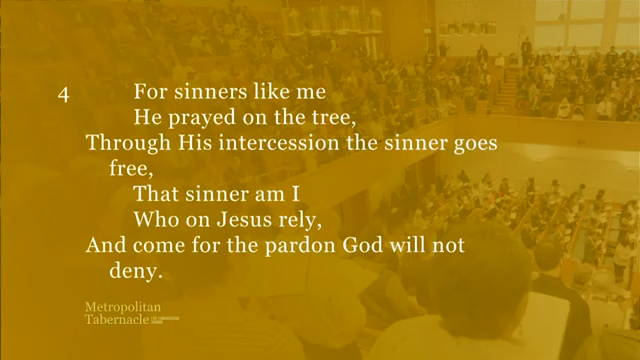 4 For sinners like me
He prayed on the tree,
Through His intercession the sinner goes
free,
That sinner am I
Who on Jesus rely,
And come for the pardon God will not
deny.
Metropolitan
Tabernacle